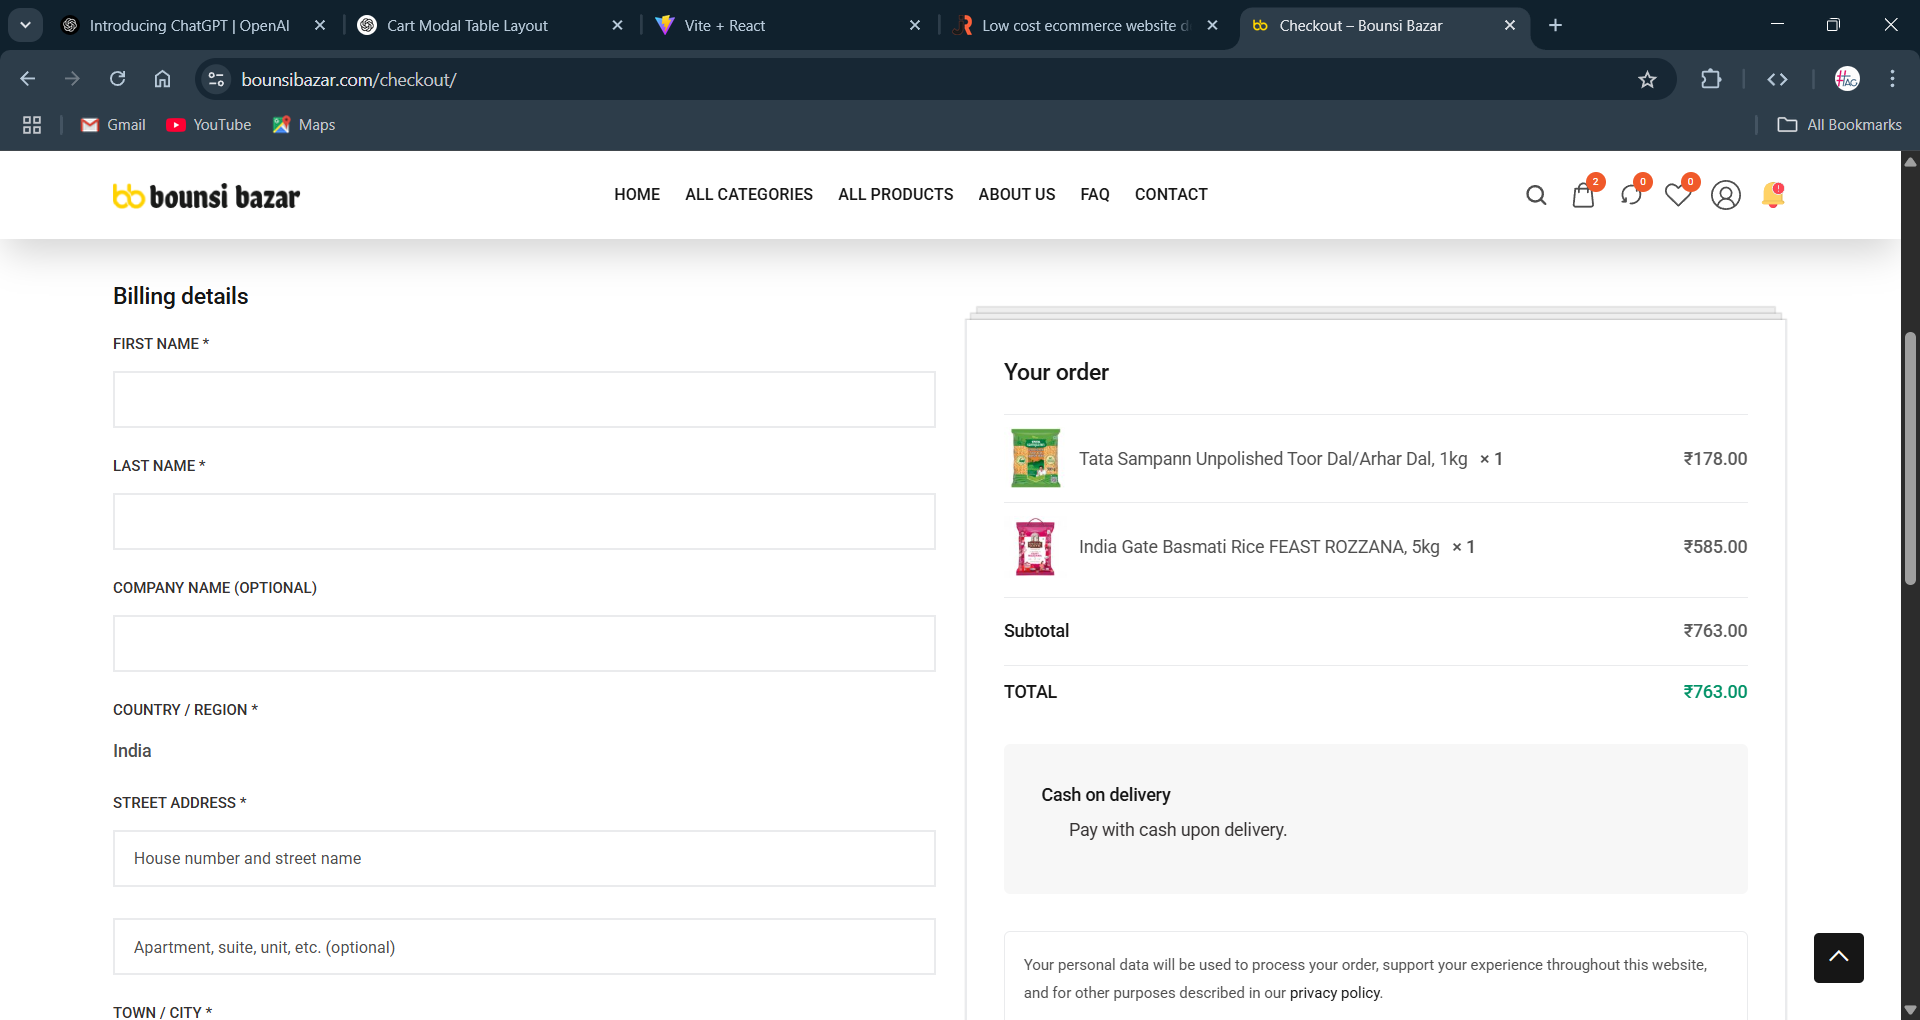 Introducing ChatGPT | OpenAI
Cart Modal Table Layout
Vite + React
Low cost ecommerce website d
Checkout – Bounsi Bazar
bounsibazar.com/checkout/
Gmail
YouTube
Maps
All Bookmarks
bb bounsi bazar
HOME
ALL CATEGORIES
ALL PRODUCTS
ABOUT US
FAQ
CONTACT
2
0
0
Billing details
FIRST NAME *
LAST NAME *
COMPANY NAME (OPTIONAL)
COUNTRY / REGION *
India
STREET ADDRESS *
House number and street name
Apartment, suite, unit, etc. (optional)
TOWN / CITY *
Your order
Tata Sampann Unpolished Toor Dal/Arhar Dal, 1kg × 1 ₹178.00
India Gate Basmati Rice FEAST ROZZANA, 5kg × 1 ₹585.00
Subtotal ₹763.00
TOTAL ₹763.00
Cash on delivery
Pay with cash upon delivery.
Your personal data will be used to process your order, support your experience throughout this website,
and for other purposes described in our privacy policy.